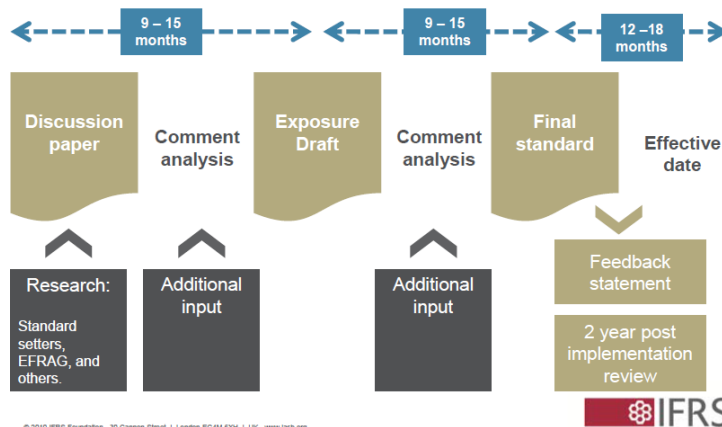 9 – 15
months
9 – 15
months
12 –18
months
Discussion
paper
Comment
analysis
Exposure
Draft
Comment
analysis
Final
standard
Effective
date
Research:
Standard
setters,
EFRAG, and
others.
Additional
input
Additional
input
Feedback
statement
2 year post
implementation
review
IFRS